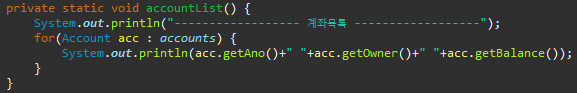 private static void accountList() {
System.out.println("------------------- 계좌목록 -------------------");
for(Account acc : accounts) {
System.out.println(acc.getAno()+" "+acc.getOwner()+" "+acc.getBalance());
}
}